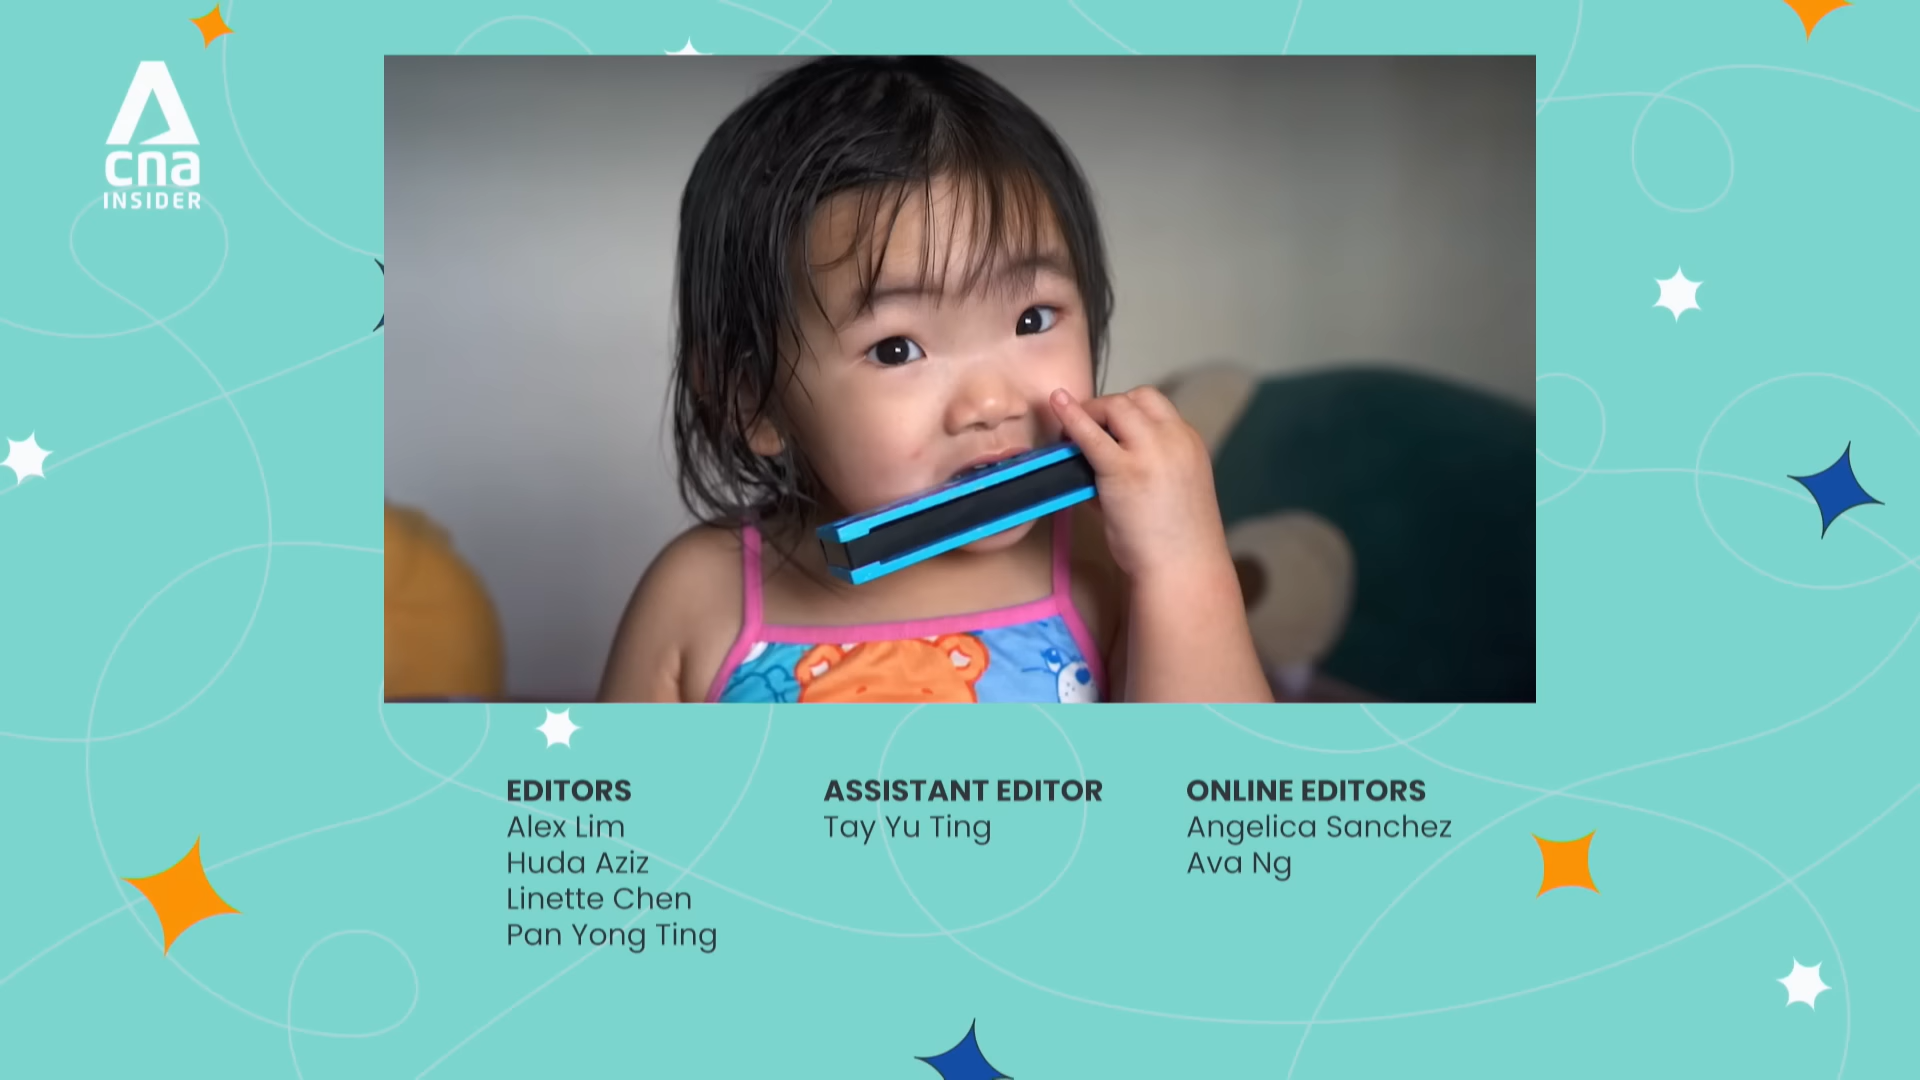 cna
INSIDER
EDITORS
Alex Lim
Huda Aziz
Linette Chen
Pan Yong Ting
ASSISTANT EDITOR
Tay Yu Ting
ONLINE EDITORS
Angelica Sanchez
Ava Ng